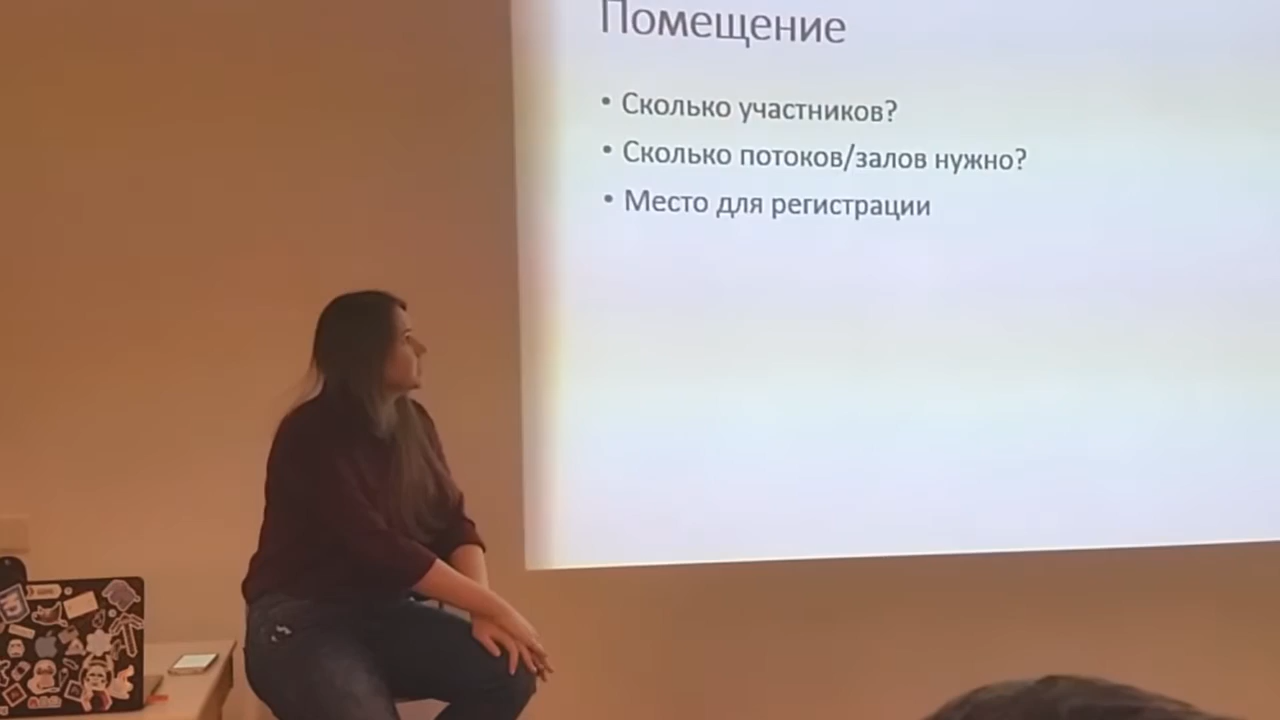 Помещение
• Сколько участников?
• Сколько потоков/залов нужно?
• Место для регистрации